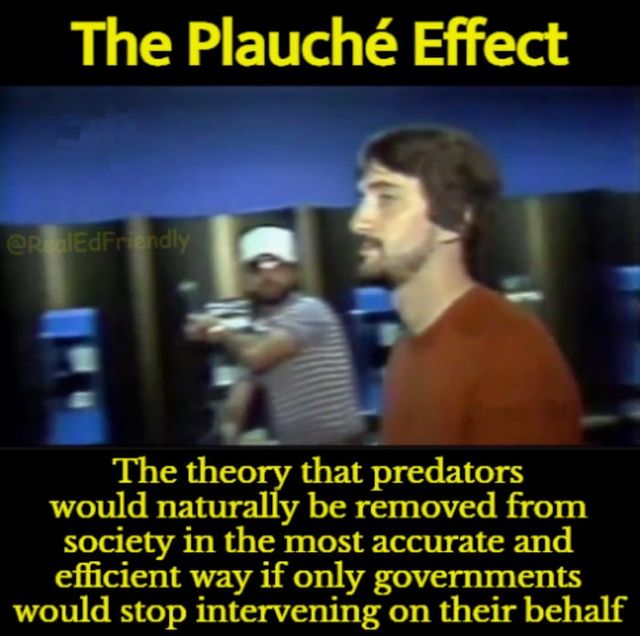 The Plauché Effect
@RealEdFriendly
The theory that predators
would naturally be removed from
society in the most accurate and
efficient way if only governments
would stop intervening on their behalf